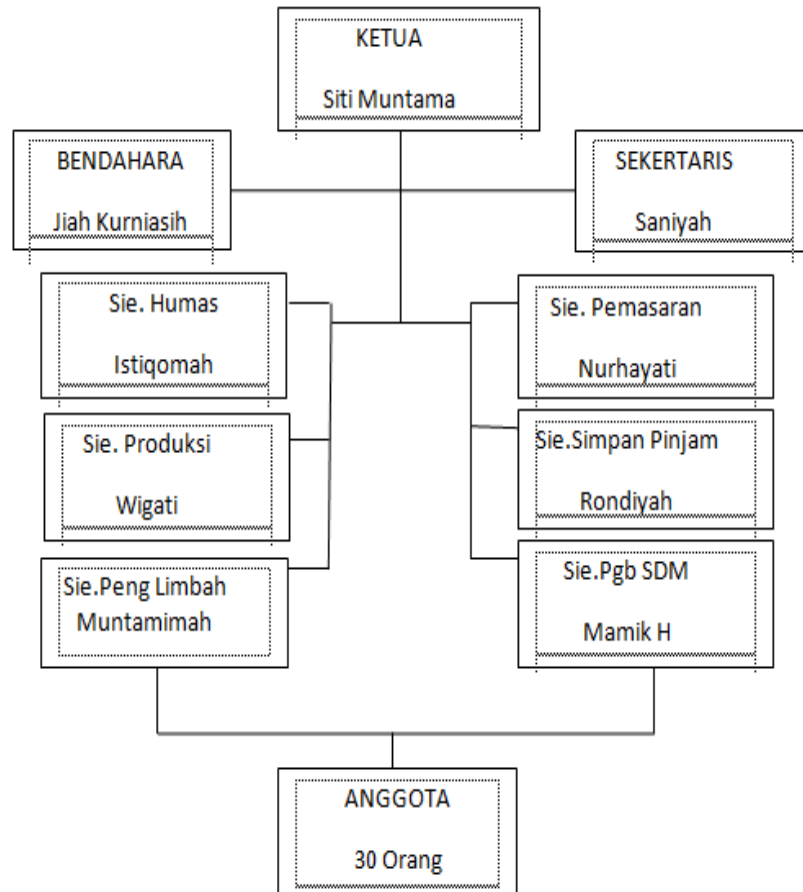 KETUA
Siti Muntama
BENDAHARA
Jiah Kurniasih
SEKERTARIS
Saniyah
Sie. Humas
Istiqomah
Sie. Pemasaran
Nurhayati
Sie. Produksi
Wigati
Sie.Simpan Pinjam
Rondiyah
Sie.Peng Limbah
Muntamimah
Sie.Pgb SDM
Mamik H
ANGGOTA
30 Orang